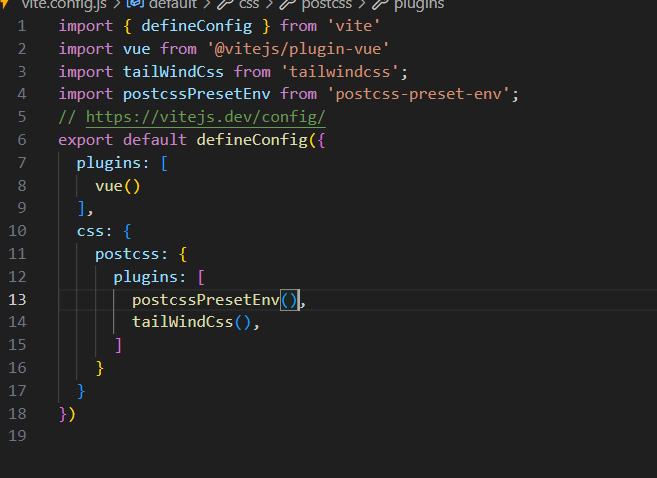 vite.config.js > default > css > postcss > plugins
1 import { defineConfig } from 'vite'
2 import vue from '@vitejs/plugin-vue'
3 import tailWindCss from 'tailwindcss';
4 import postcssPresetEnv from 'postcss-preset-env';
5 // https://vitejs.dev/config/
6 export default defineConfig({
7   plugins: [
8     vue()
9   ],
10   css: {
11     postcss: {
12       plugins: [
13         postcssPresetEnv(),
14         tailWindCss(),
15       ]
16     }
17   }
18 })
19